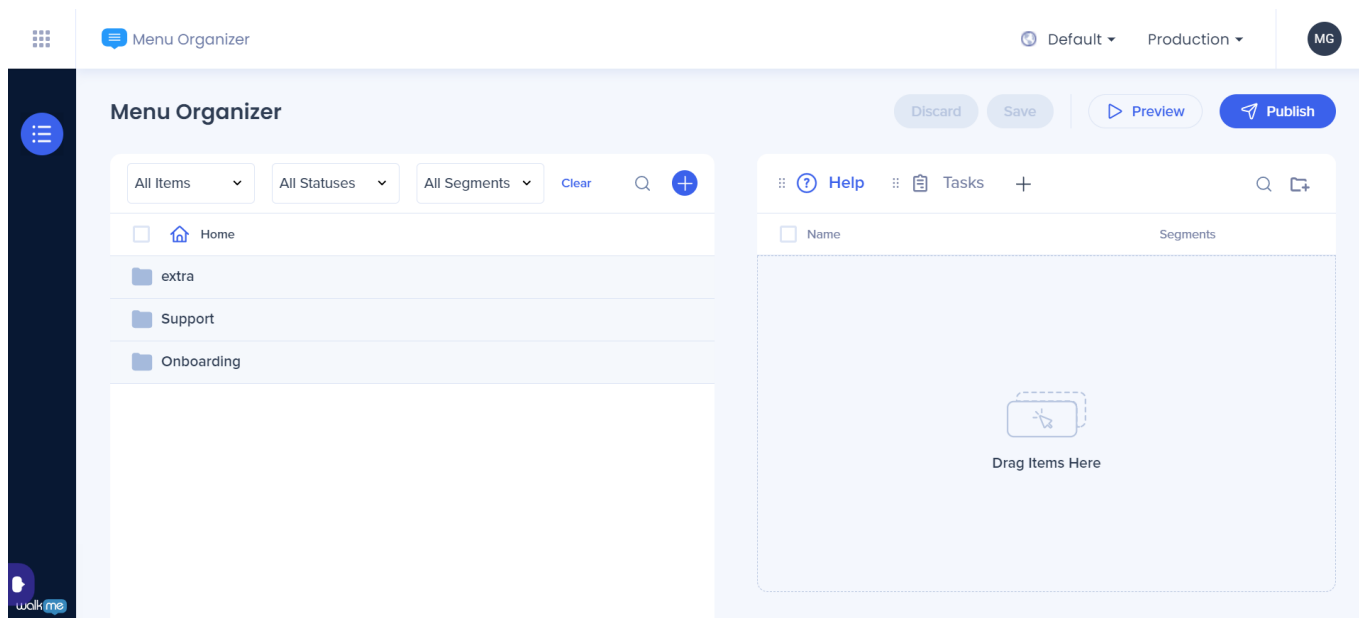 Menu Organizer
Default
Production
MG
Menu Organizer
Discard
Save
Preview
Publish
All Items
All Statuses
All Segments
Clear
Help
Tasks
Home
Name
Segments
extra
Support
Onboarding
Drag Items Here
walkme